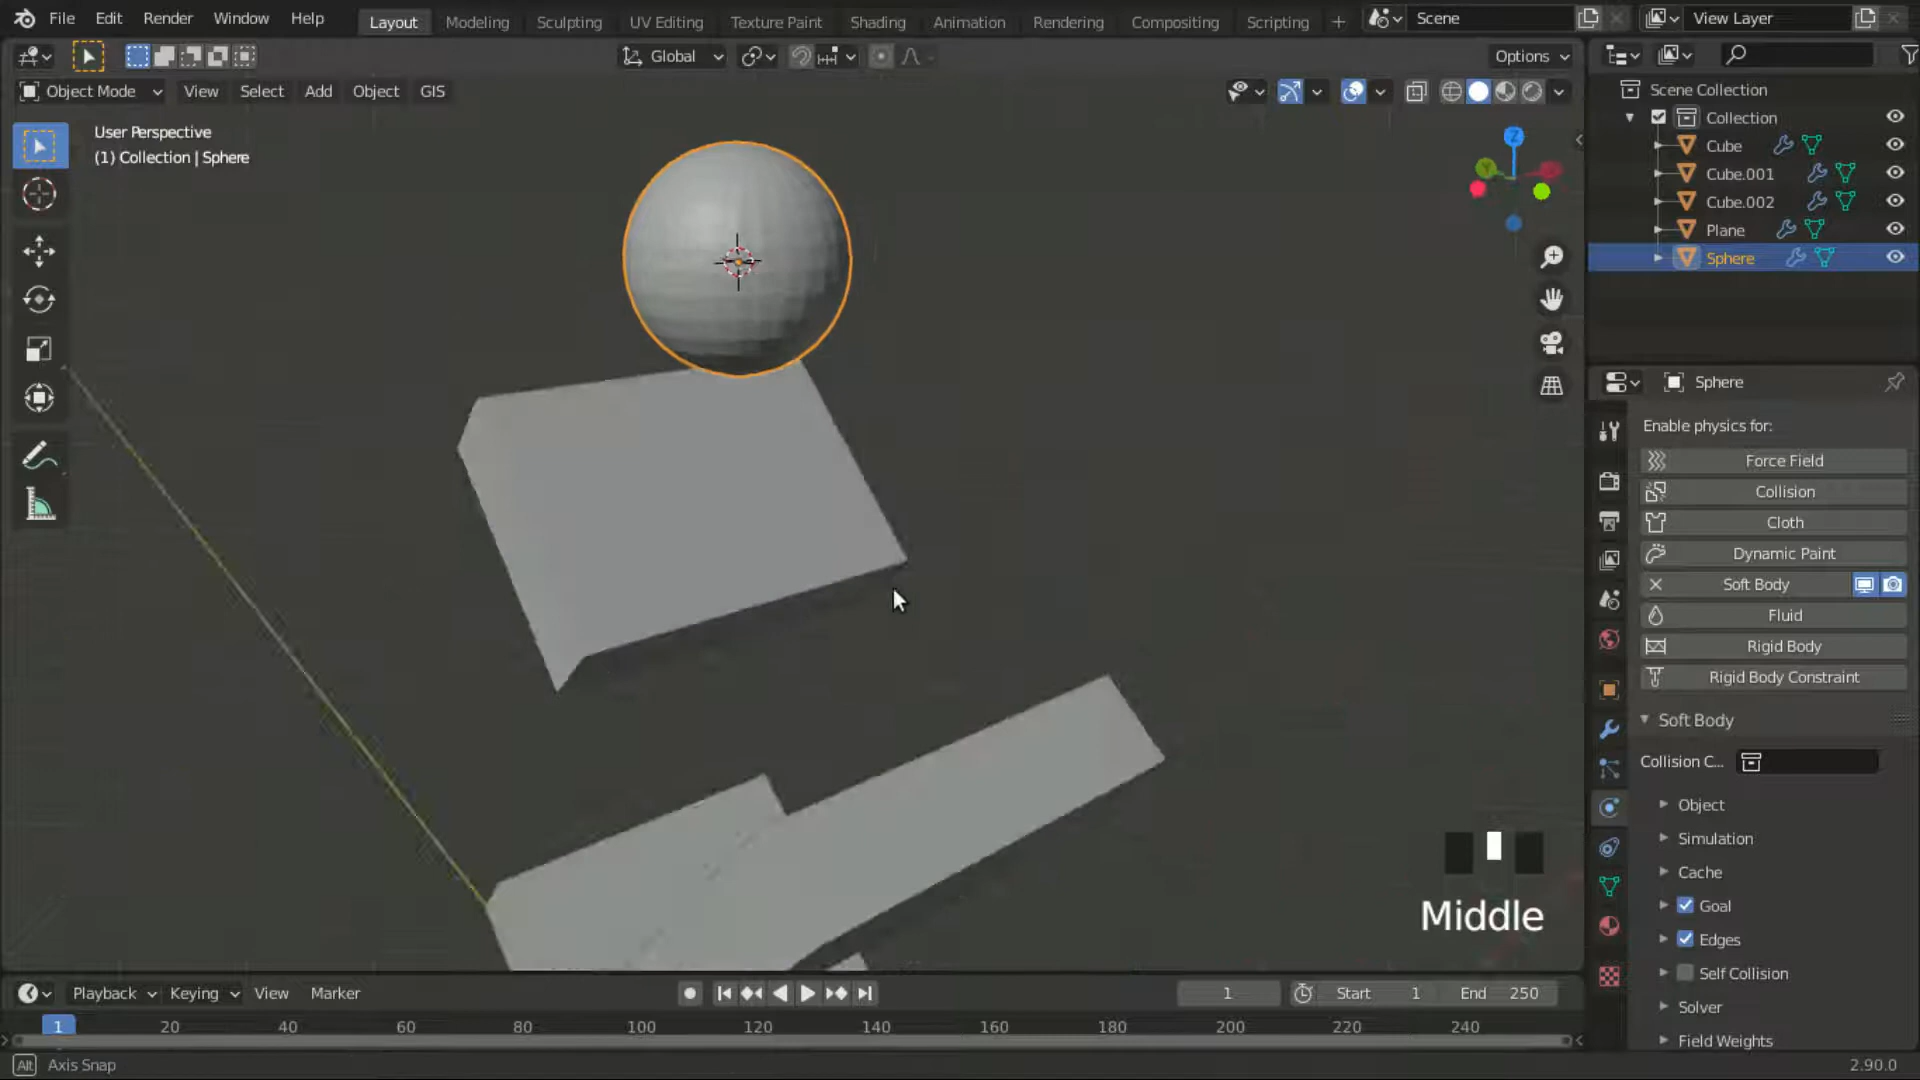 File Edit Render Window Help Layout Modeling Sculpting UV Editing Texture Paint Shading Animation Rendering Compositing Scripting + Scene View Layer
Global Options
Object Mode View Select Add Object GIS
User Perspective
(1) Collection | Sphere
Z
Scene Collection
Collection
Cube
Cube.001
Cube.002
Plane
Sphere
Sphere
Enable physics for:
Force Field
Collision
Cloth
Dynamic Paint
Soft Body
Fluid
Rigid Body
Rigid Body Constraint
Soft Body
Collision C...
Object
Simulation
Cache
Goal
Edges
Self Collision
Solver
Field Weights
Middle
Playback Keying View Marker 1 Start 1 End 250
1 20 40 60 80 100 120 140 160 180 200 220 240
Alt Axis Snap 2.90.0